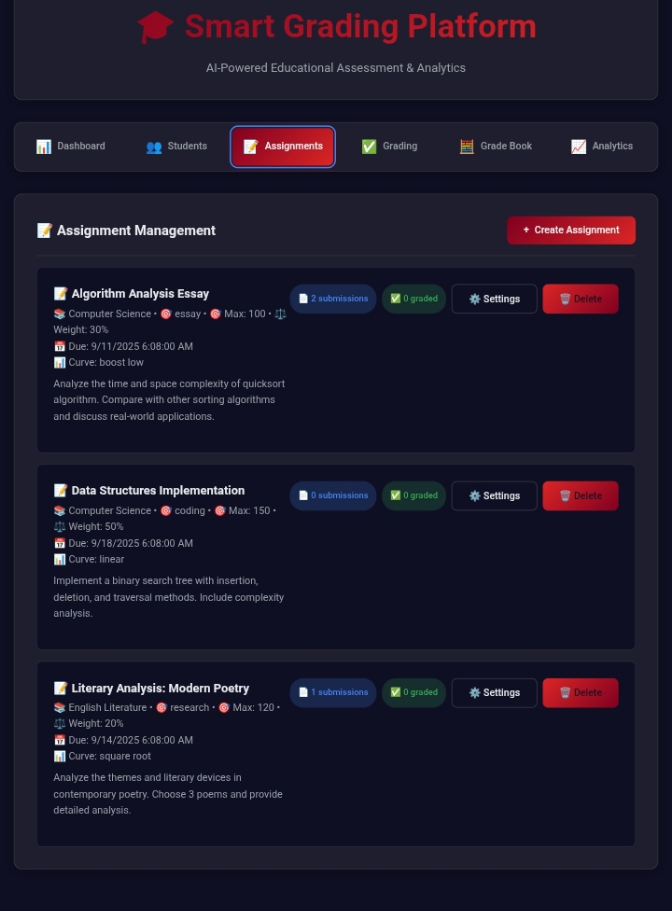 🎓 Smart Grading Platform
AI-Powered Educational Assessment & Analytics
📊 Dashboard 👥 Students 📝 Assignments ✅ Grading 🧮 Grade Book 📈 Analytics
📝 Assignment Management
+ Create Assignment
📝 Algorithm Analysis Essay
📚 Computer Science • 🎯 essay • 🎯 Max: 100 • ⚖️
Weight: 30%
📅 Due: 9/11/2025 6:08:00 AM
📊 Curve: boost low
Analyze the time and space complexity of quicksort
algorithm. Compare with other sorting algorithms
and discuss real-world applications.
📄 2 submissions ✅ 0 graded ⚙️ Settings 🗑️ Delete
📝 Data Structures Implementation
📚 Computer Science • 🎯 coding • 🎯 Max: 150 •
⚖️ Weight: 50%
📅 Due: 9/18/2025 6:08:00 AM
📊 Curve: linear
Implement a binary search tree with insertion,
deletion, and traversal methods. Include complexity
analysis.
📄 0 submissions ✅ 0 graded ⚙️ Settings 🗑️ Delete
📝 Literary Analysis: Modern Poetry
📚 English Literature • 🎯 research • 🎯 Max: 120 •
⚖️ Weight: 20%
📅 Due: 9/14/2025 6:08:00 AM
📊 Curve: square root
Analyze the themes and literary devices in
contemporary poetry. Choose 3 poems and provide
detailed analysis.
📄 1 submissions ✅ 0 graded ⚙️ Settings 🗑️ Delete